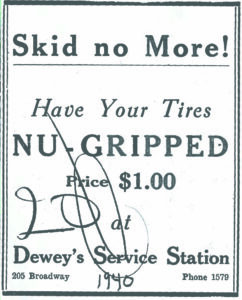 Skid no More!
Have Your Tires
NU-GRIPPED
Price $1.00
at
Dewey's Service Station
205 Broadway Phone 1579
1940